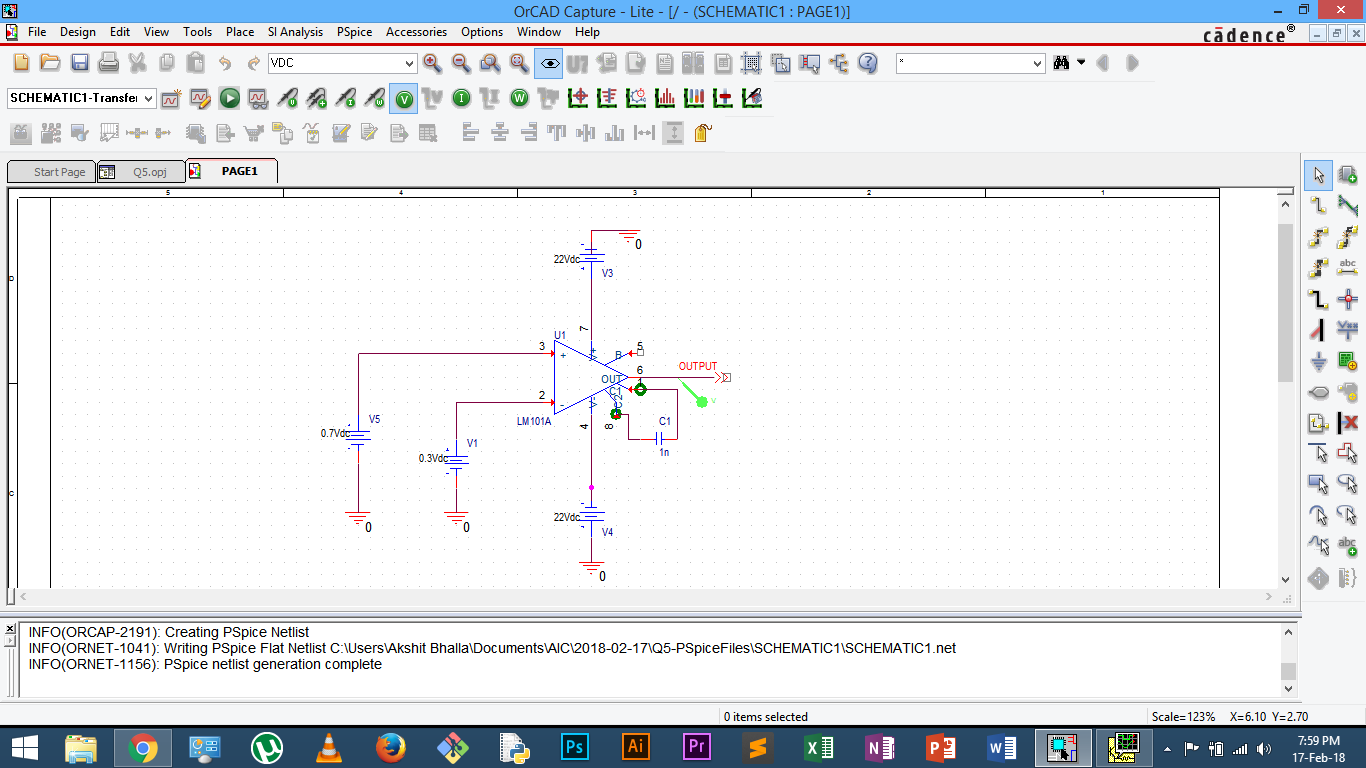 OrCAD Capture - Lite - [/ - (SCHEMATIC1 : PAGE1)]
File Design Edit View Tools Place SI Analysis PSpice Accessories Options Window Help
cādence®
VDC
*
SCHEMATIC1-Transfer
Start Page Q5.opj PAGE1
5 4 3 2 1
D
C
0
22Vdc
V3
7
U1
V+
3
+
B
5
OUTPUT
6
OUT
1
C1
C2
V
2
-
V-
LM101A
4
8
C1
1n
0.7Vdc
V5
0.3Vdc
V1
0
0
22Vdc
V4
0
INFO(ORCAP-2191): Creating PSpice Netlist
INFO(ORNET-1041): Writing PSpice Flat Netlist C:\Users\Akshit Bhalla\Documents\AIC\2018-02-17\Q5-PSpiceFiles\SCHEMATIC1\SCHEMATIC1.net
INFO(ORNET-1156): PSpice netlist generation complete
0 items selected
Scale=123% X=6.10 Y=2.70
7:59 PM
17-Feb-18